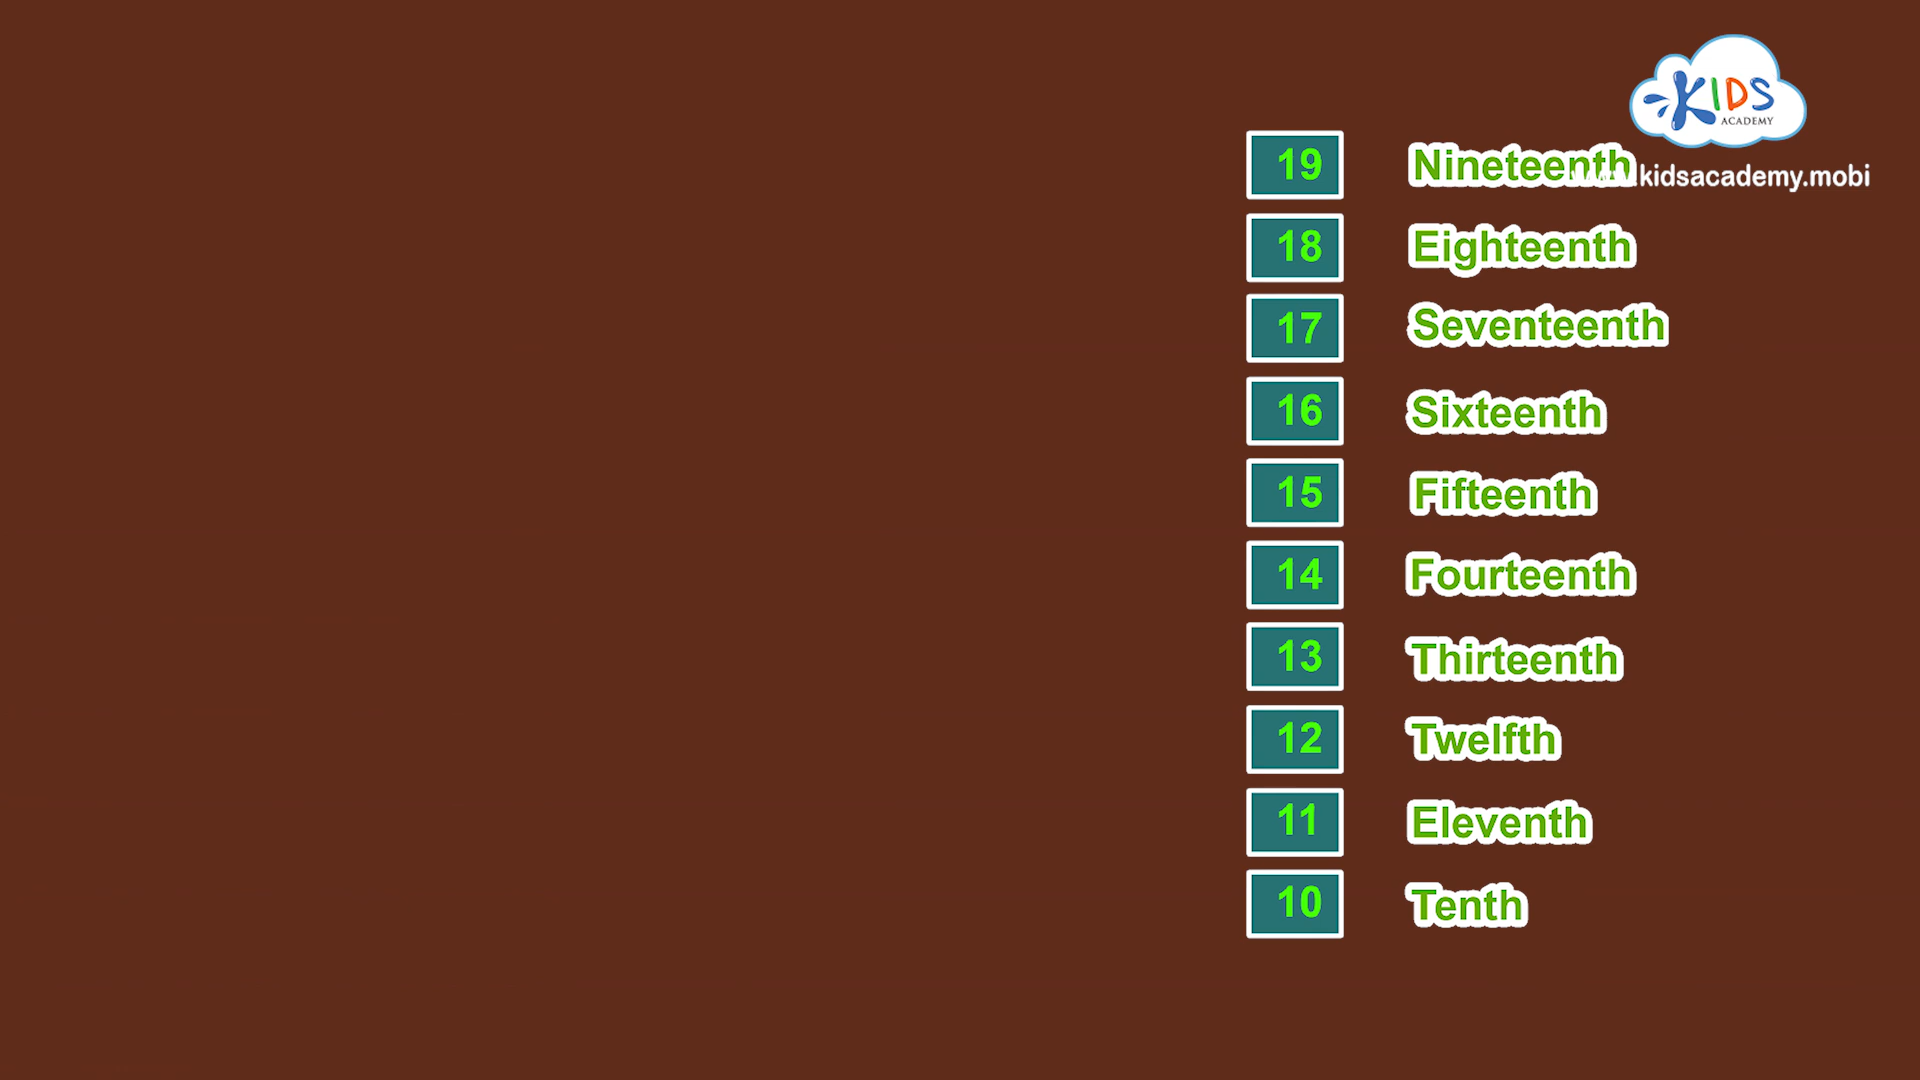 KIDS
ACADEMY
www.kidsacademy.mobi
19 Nineteenth
18 Eighteenth
17 Seventeenth
16 Sixteenth
15 Fifteenth
14 Fourteenth
13 Thirteenth
12 Twelfth
11 Eleventh
10 Tenth